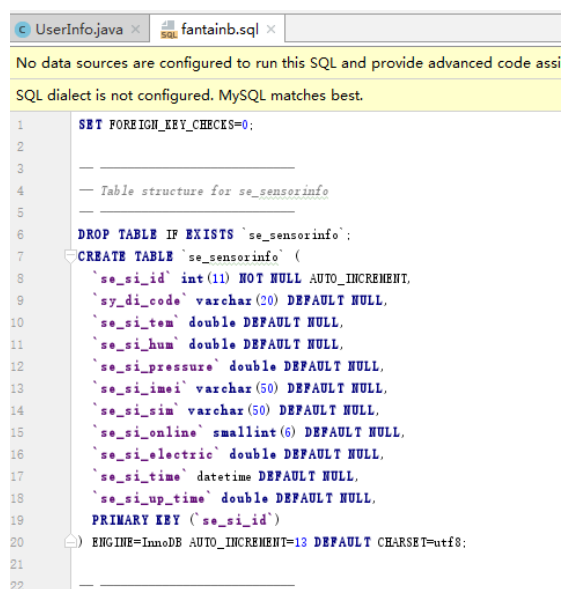 UserInfo.java × fantainb.sql ×
No data sources are configured to run this SQL and provide advanced code assi
SQL dialect is not configured. MySQL matches best.
1 SET FOREIGN_KEY_CHECKS=0;
2
3 -- ----------------------------
4 -- Table structure for se_sensorinfo
5 -- ----------------------------
6 DROP TABLE IF EXISTS `se_sensorinfo`;
7 CREATE TABLE `se_sensorinfo` (
8 `se_si_id` int(11) NOT NULL AUTO_INCREMENT,
9 `sy_di_code` varchar(20) DEFAULT NULL,
10 `se_si_tem` double DEFAULT NULL,
11 `se_si_hum` double DEFAULT NULL,
12 `se_si_pressure` double DEFAULT NULL,
13 `se_si_imei` varchar(50) DEFAULT NULL,
14 `se_si_sim` varchar(50) DEFAULT NULL,
15 `se_si_online` smallint(6) DEFAULT NULL,
16 `se_si_electric` double DEFAULT NULL,
17 `se_si_time` datetime DEFAULT NULL,
18 `se_si_up_time` double DEFAULT NULL,
19 PRIMARY KEY (`se_si_id`)
20 ) ENGINE=InnoDB AUTO_INCREMENT=13 DEFAULT CHARSET=utf8;
21
22 -- ----------------------------